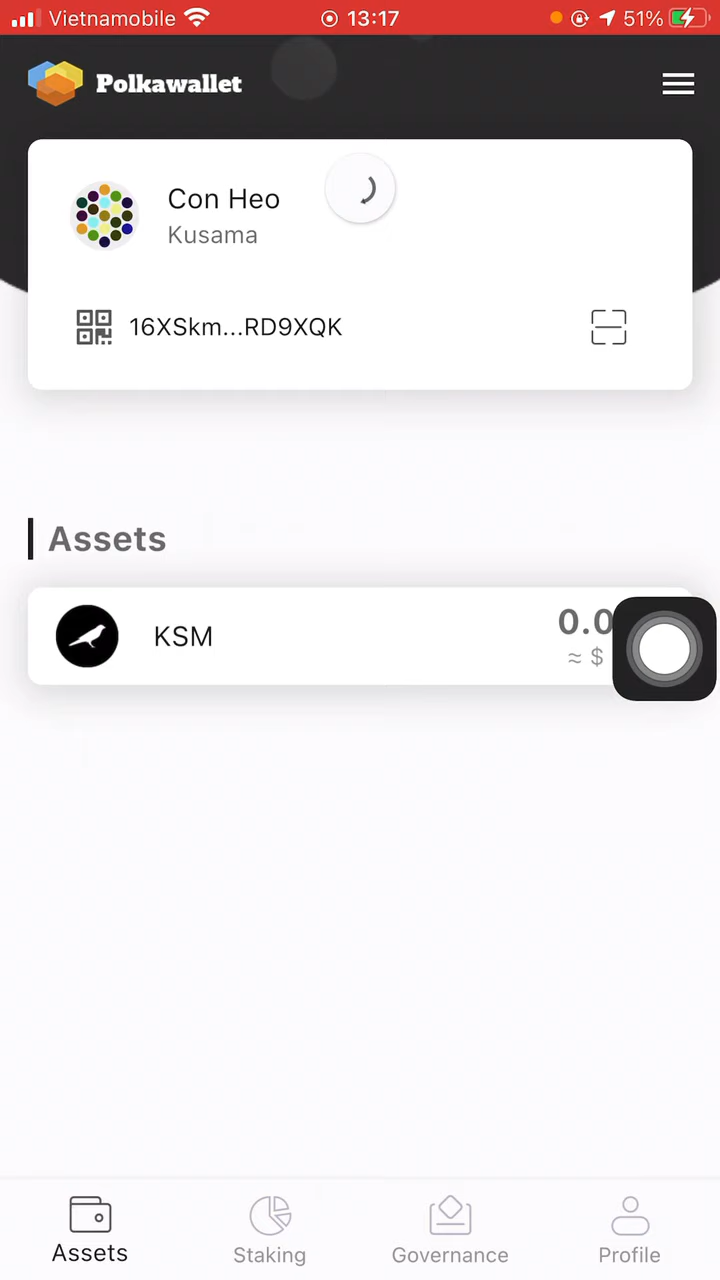 Vietnamobile 13:17 51%
Polkawallet
Con Heo
Kusama
16XSkm...RD9XQK
Assets
KSM 0.0
≈ $
Assets Staking Governance Profile